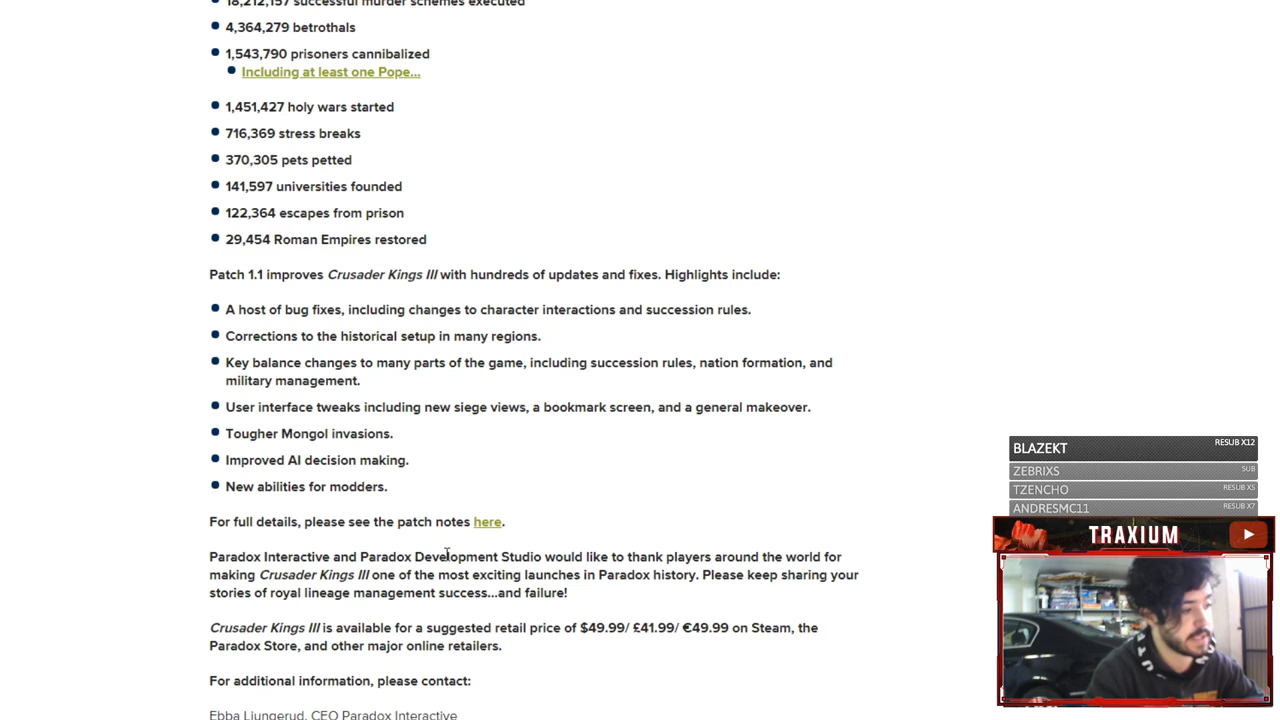 18,212,157 successful murder schemes executed
4,364,279 betrothals
1,543,790 prisoners cannibalized
Including at least one Pope...
1,451,427 holy wars started
716,369 stress breaks
370,305 pets petted
141,597 universities founded
122,364 escapes from prison
29,454 Roman Empires restored
Patch 1.1 improves Crusader Kings III with hundreds of updates and fixes. Highlights include:
A host of bug fixes, including changes to character interactions and succession rules.
Corrections to the historical setup in many regions.
Key balance changes to many parts of the game, including succession rules, nation formation, and
military management.
User interface tweaks including new siege views, a bookmark screen, and a general makeover.
Tougher Mongol invasions.
Improved AI decision making.
New abilities for modders.
For full details, please see the patch notes here.
Paradox Interactive and Paradox Development Studio would like to thank players around the world for
making Crusader Kings III one of the most exciting launches in Paradox history. Please keep sharing your
stories of royal lineage management success...and failure!
Crusader Kings III is available for a suggested retail price of $49.99/ £41.99/ €49.99 on Steam, the
Paradox Store, and other major online retailers.
For additional information, please contact:
Ebba Ljungerud, CEO Paradox Interactive
BLAZEKT RESUB X12
ZEBRIXS SUB
TZENCHO RESUB X5
ANDRESMC11 RESUB X7
TRAXIUM